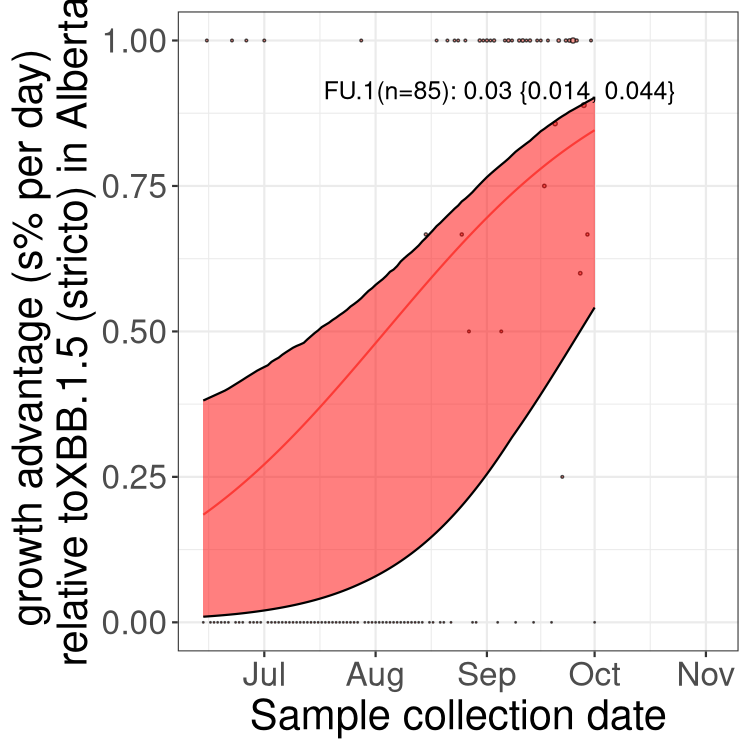 growth advantage (s% per day)
relative toXBB.1.5 (stricto) in Alberta
1.00
0.75
0.50
0.25
0.00
FU.1(n=85): 0.03 {0.014, 0.044}
Jul Aug Sep Oct Nov
Sample collection date